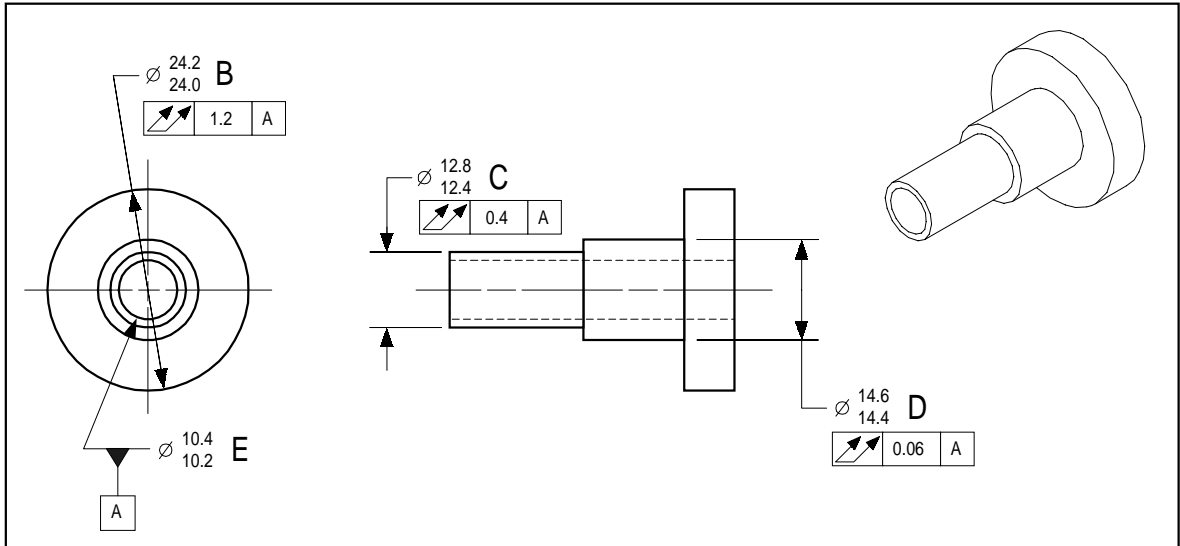 ⌀ 24.2 B
24.0
⌰ 1.2 A
⌀ 12.8 C
12.4
⌰ 0.4 A
⌀ 14.6 D
14.4
⌰ 0.06 A
⌀ 10.4 E
10.2
A